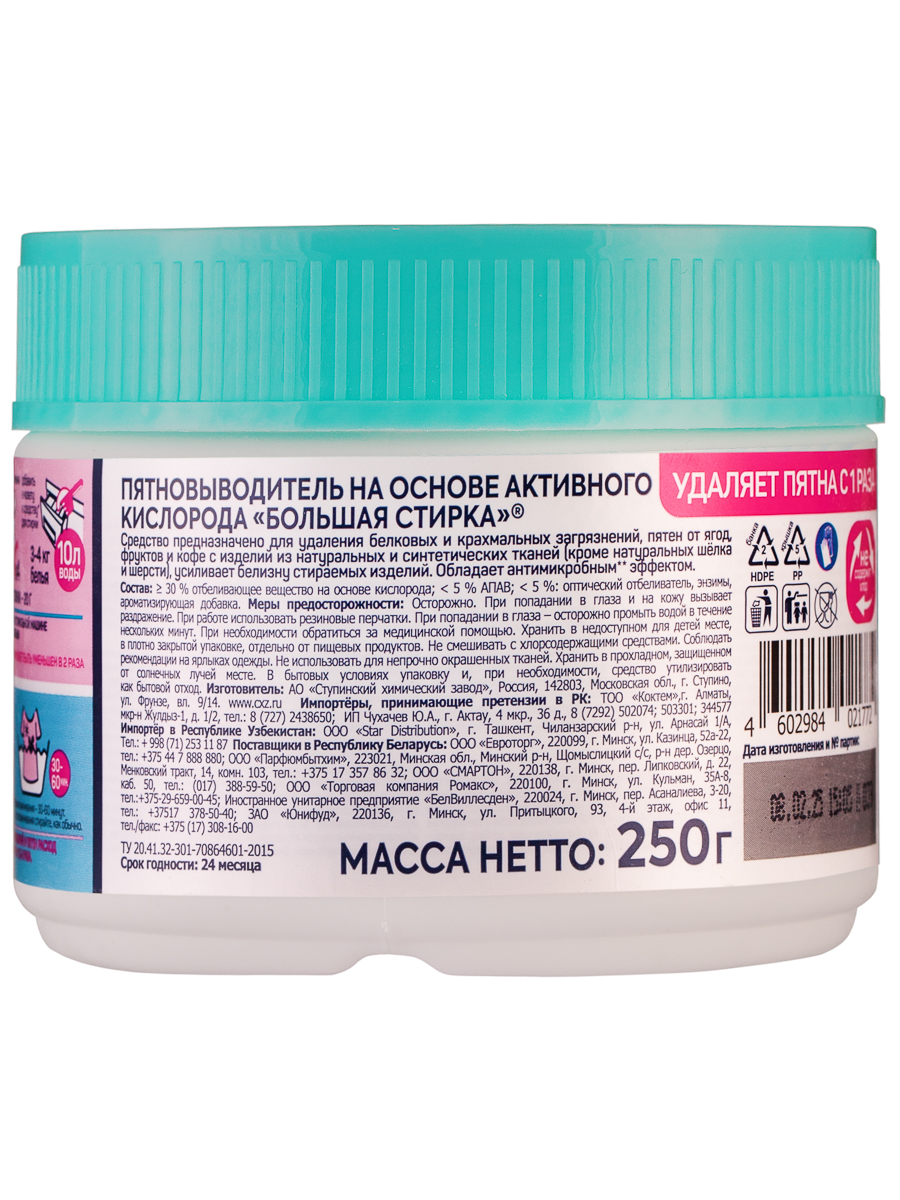 ПЯТНОВЫВОДИТЕЛЬ НА ОСНОВЕ АКТИВНОГО
КИСЛОРОДА «БОЛЬШАЯ СТИРКА»®
Средство предназначено для удаления белковых и крахмальных загрязнений, пятен от ягод,
фруктов и кофе с изделий из натуральных и синтетических тканей (кроме натуральных шёлка
и шерсти), усиливает белизну стираемых изделий. Обладает антимикробным** эффектом.
Состав: ≥ 30 % отбеливающее вещество на основе кислорода; < 5 % АПАВ; < 5 %: оптический отбеливатель, энзимы,
ароматизирующая добавка. Меры предосторожности: Осторожно. При попадании в глаза и на кожу вызывает
раздражение. При работе использовать резиновые перчатки. При попадании в глаза – осторожно промыть водой в течение
нескольких минут. При необходимости обратиться за медицинской помощью. Хранить в недоступном для детей месте,
в плотно закрытой упаковке, отдельно от пищевых продуктов. Не смешивать с хлорсодержащими средствами. Соблюдать
рекомендации на ярлыках одежды. Не использовать для непрочно окрашенных тканей. Хранить в прохладном, защищенном
от солнечных лучей месте. В бытовых условиях упаковку и, при необходимости, средство утилизировать
как бытовой отход. Изготовитель: АО «Ступинский химический завод», Россия, 142803, Московская обл., г. Ступино,
ул. Фрунзе, вл. 9/14. www.cxz.ru Импортёры, принимающие претензии в РК: ТОО «Коктем»,г. Алматы,
мкр-н Жулдыз-1, д. 1/2, тел.: 8 (727) 2438650; ИП Чухачев Ю.А., г. Актау, 4 мкр., 36 д., 8 (7292) 502074; 503301; 344577
Импортёр в Республике Узбекистан: ООО «Star Distribution», г. Ташкент, Чиланзарский р-н, ул. Арнасай 1/А,
Тел.: + 998 (71) 253 11 87 Поставщики в Республику Беларусь: ООО «Евроторг», 220099, г. Минск, ул. Казинца, 52а-22,
Тел.: +375 44 7 888 880; ООО «Парфюмбытхим», 223021, Минская обл., Минский р-н, Щомыслицкий с/с, р-н дер. Озерцо,
Менковский тракт, 14, комн. 103, тел.: +375 17 357 86 32; ООО «СМАРТОН», 220138, г. Минск, пер. Липковский, д. 22,
каб. 50, тел.: (017) 388-59-50; ООО «Торговая компания Ромакс», 220100, г. Минск, ул. Кульман, 35А-8,
тел.:+375-29-659-00-45; Иностранное унитарное предприятие «БелВиллесден», 220024, г. Минск, пер. Асаналиева, 3-20,
тел.: +37517 378-50-40; ЗАО «Юнифуд», 220136, г. Минск, ул. Притыцкого, 93, 4-й этаж, офис 11,
тел./факс: +375 (17) 308-16-00
ТУ 20.41.32-301-70864601-2015
Срок годности: 24 месяца
МАССА НЕТТО: 250г
УДАЛЯЕТ ПЯТНА С 1 РАЗА
банка
крышка
2
5
HDPE
PP
НЕ
СОДЕРЖИТ
4 602984 021772
Дата изготовления и № партии:
08.02.25
3-4 кг
белья
10л
воды
УМЕНЬШЕН В 2 РАЗА
30-
60 мин